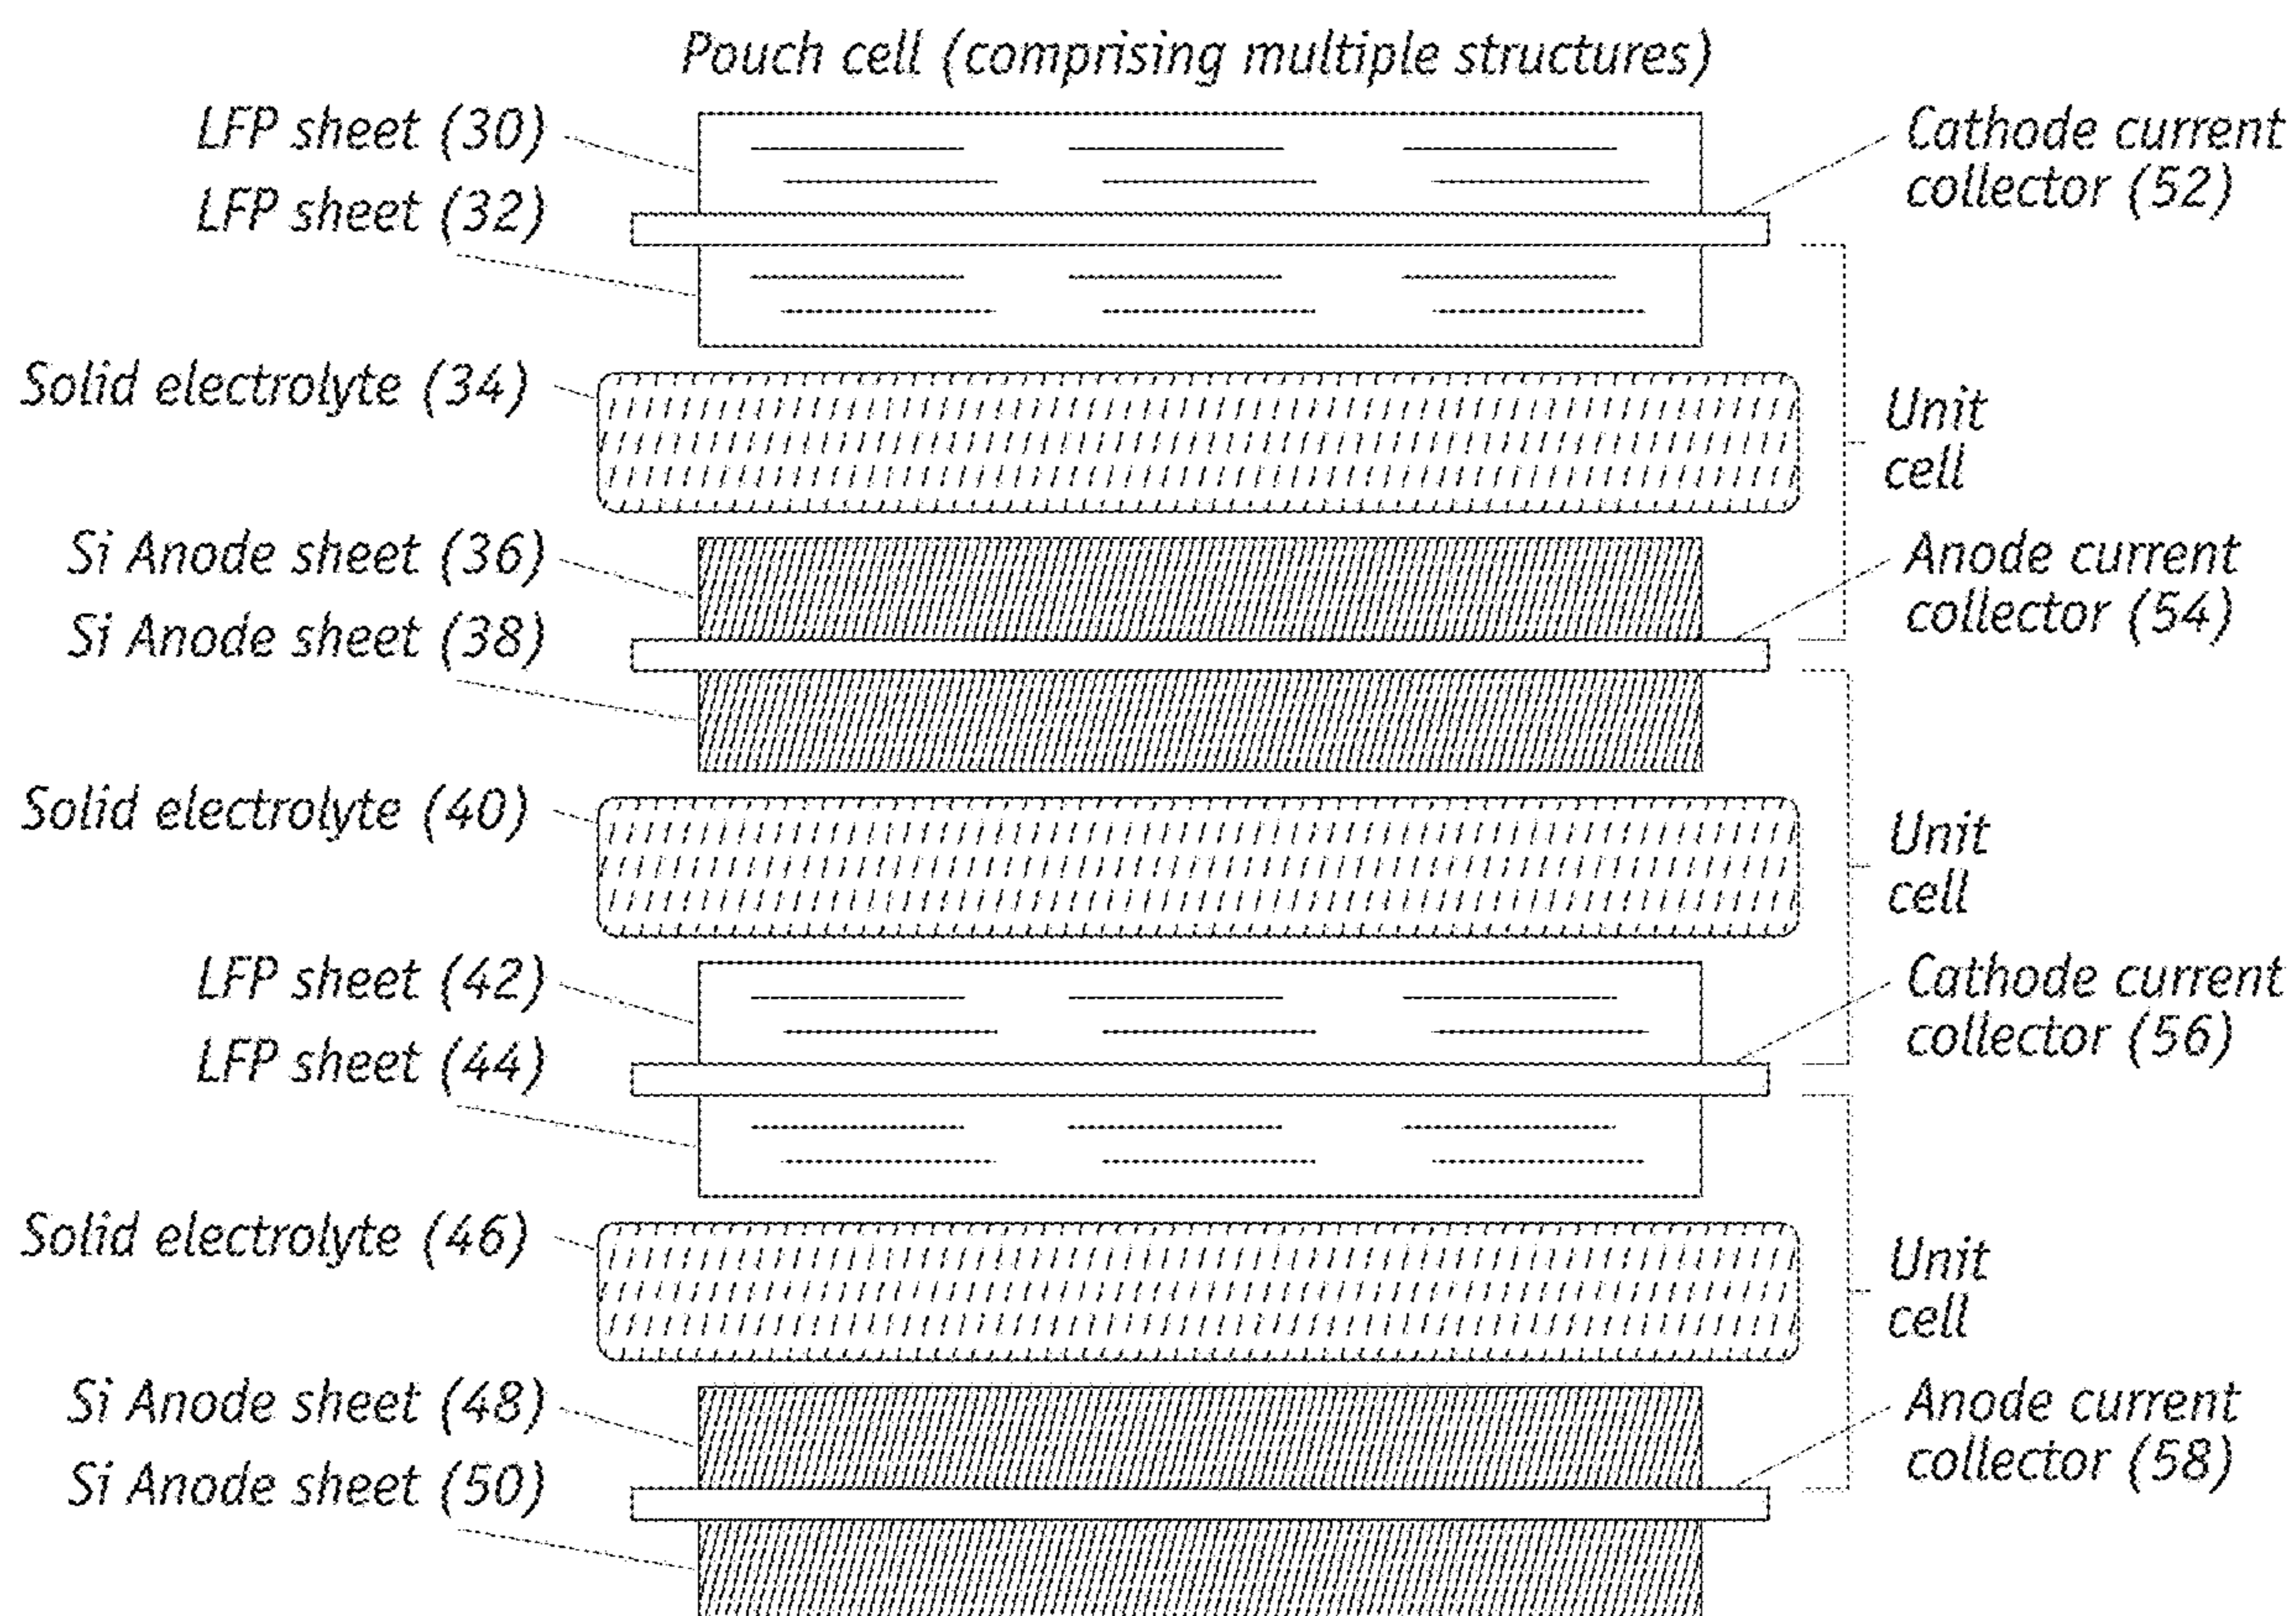 Pouch cell (comprising multiple structures)
LFP sheet (30)
LFP sheet (32)
Cathode current
collector (52)
Solid electrolyte (34)
Unit
cell
Si Anode sheet (36)
Si Anode sheet (38)
Anode current
collector (54)
Solid electrolyte (40)
Unit
cell
LFP sheet (42)
LFP sheet (44)
Cathode current
collector (56)
Solid electrolyte (46)
Unit
cell
Si Anode sheet (48)
Si Anode sheet (50)
Anode current
collector (58)